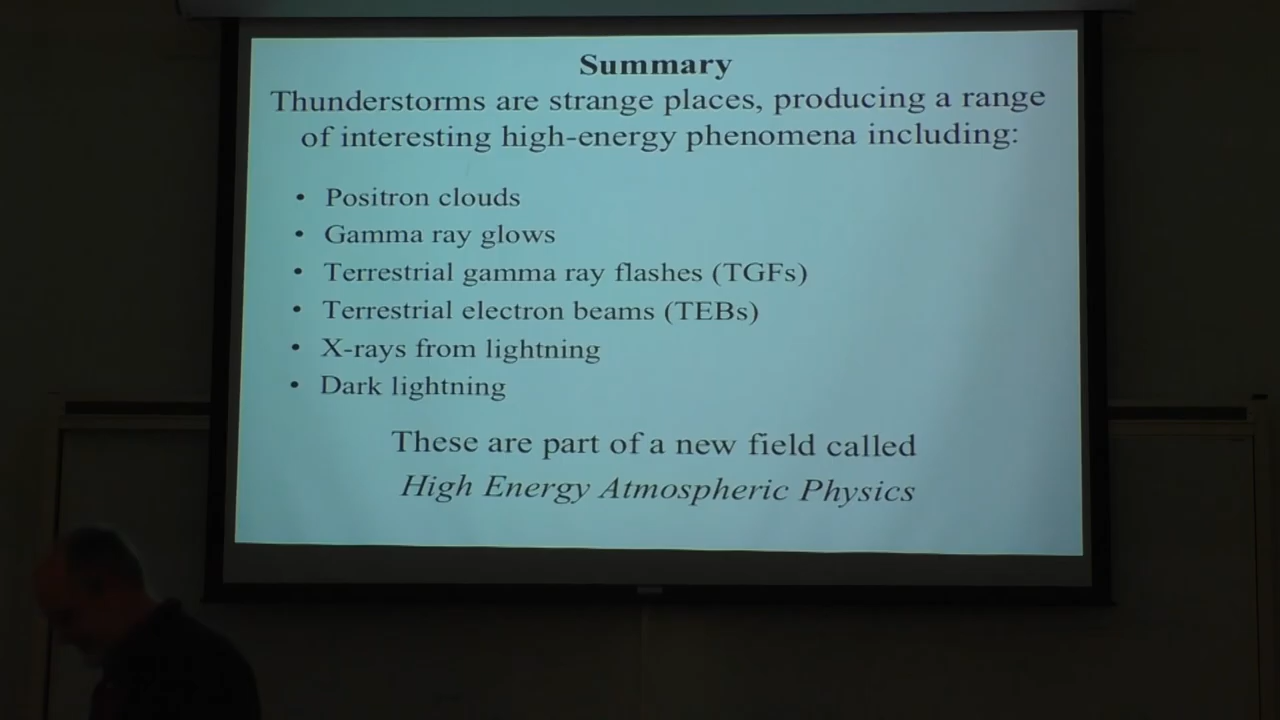 Summary
Thunderstorms are strange places, producing a range
of interesting high-energy phenomena including:
• Positron clouds
• Gamma ray glows
• Terrestrial gamma ray flashes (TGFs)
• Terrestrial electron beams (TEBs)
• X-rays from lightning
• Dark lightning
These are part of a new field called
High Energy Atmospheric Physics